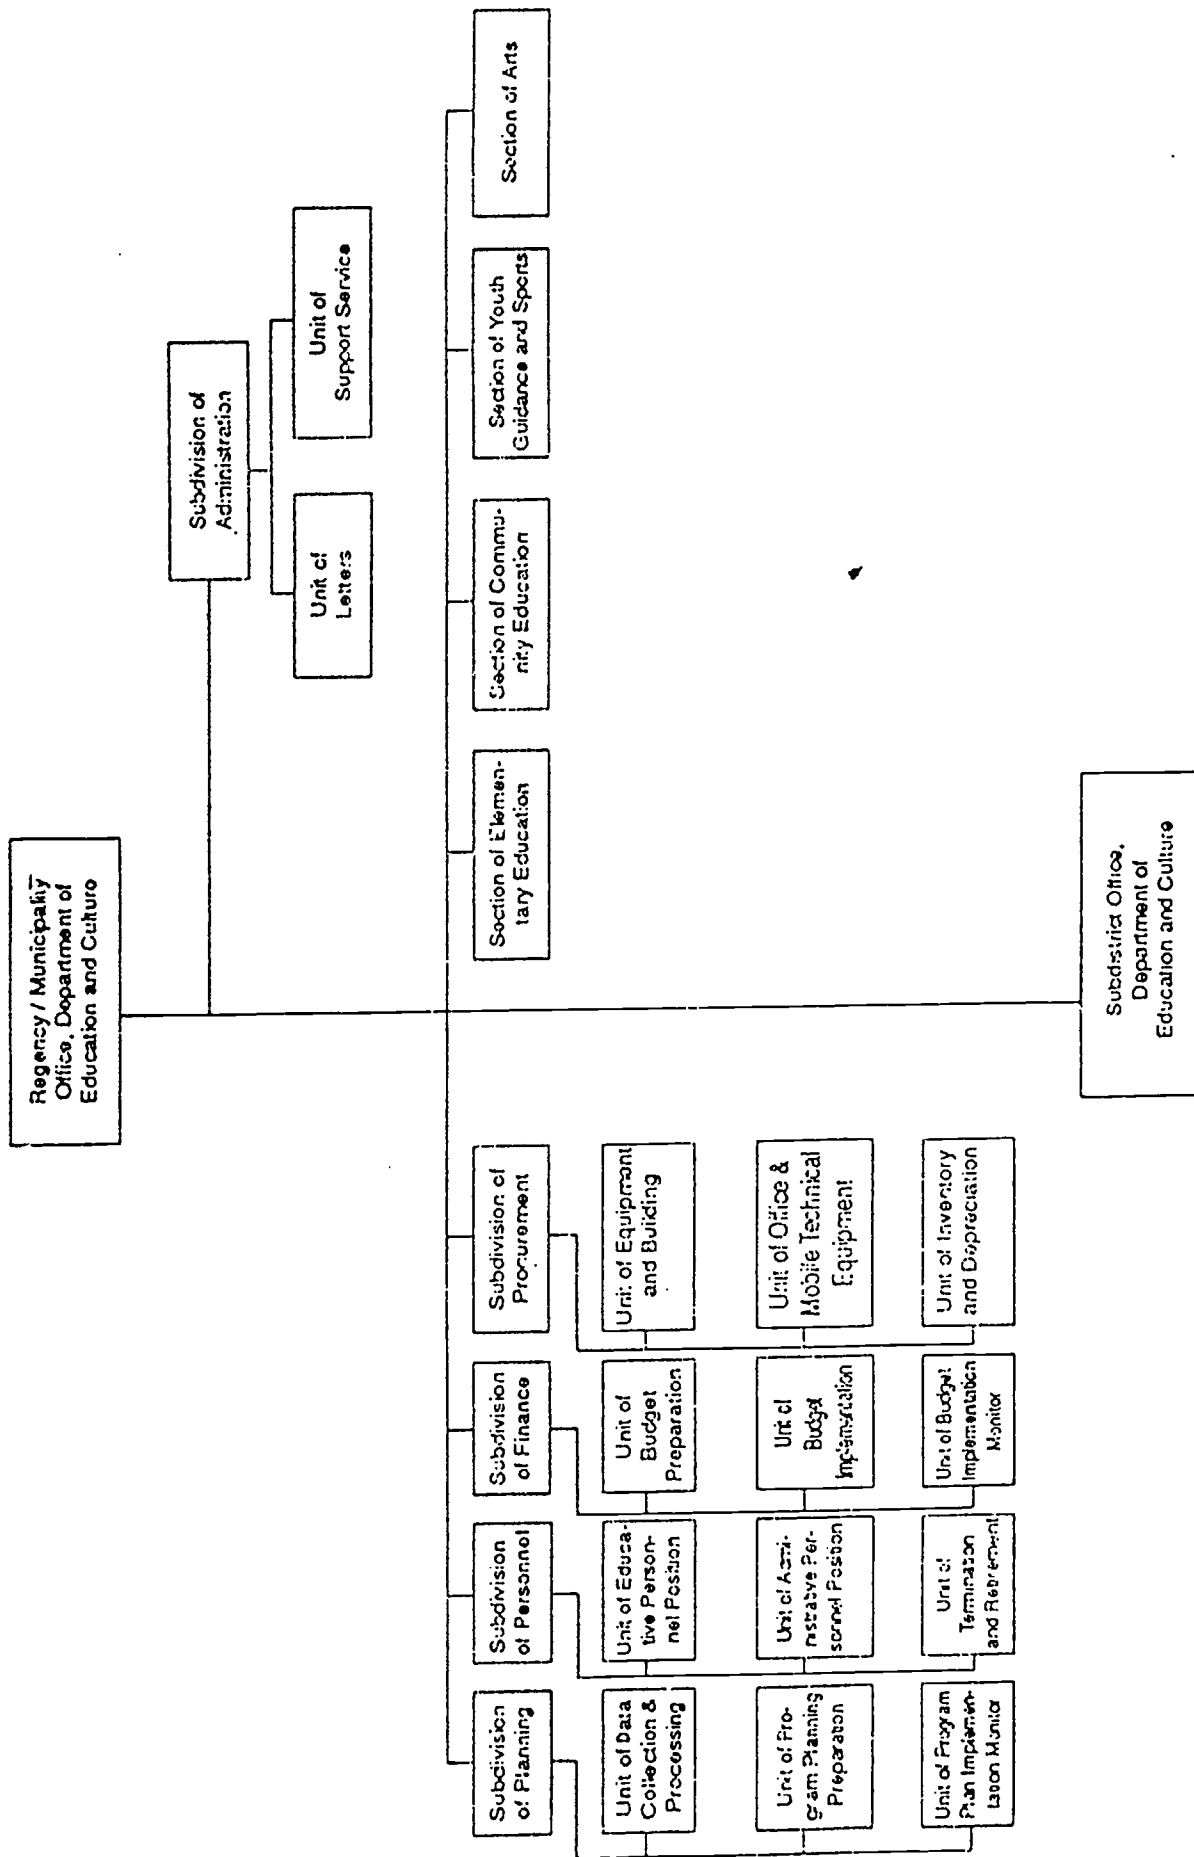 Regency / Municipality
Office, Department of
Education and Culture
Subdivision of
Administration
Unit of
Letters
Unit of
Support Service
Subdivision
of Planning
Subdivision
of Personnel
Subdivision
of Finance
Subdivision of
Procurement
Section of Elemen-
tary Education
Section of Commu-
nity Education
Section of Youth
Guidance and Sports
Section of Arts
Unit of Data
Collection &
Processing
Unit of Educa-
tive Person-
nel Position
Unit of
Budget
Preparation
Unit of Equipment
and Building
Unit of Pro-
gram Planning
Preparation
Unit of Admi-
nistrative Per-
sonnel Position
Unit of
Budget
Implementation
Unit of Office &
Mobile Technical
Equipment
Unit of Program
Plan Implemen-
tation Monitor
Unit of
Termination
and Retirement
Unit of Budget
Implementation
Monitor
Unit of Inventory
and Depreciation
Subdistrict Office,
Department of
Education and Culture